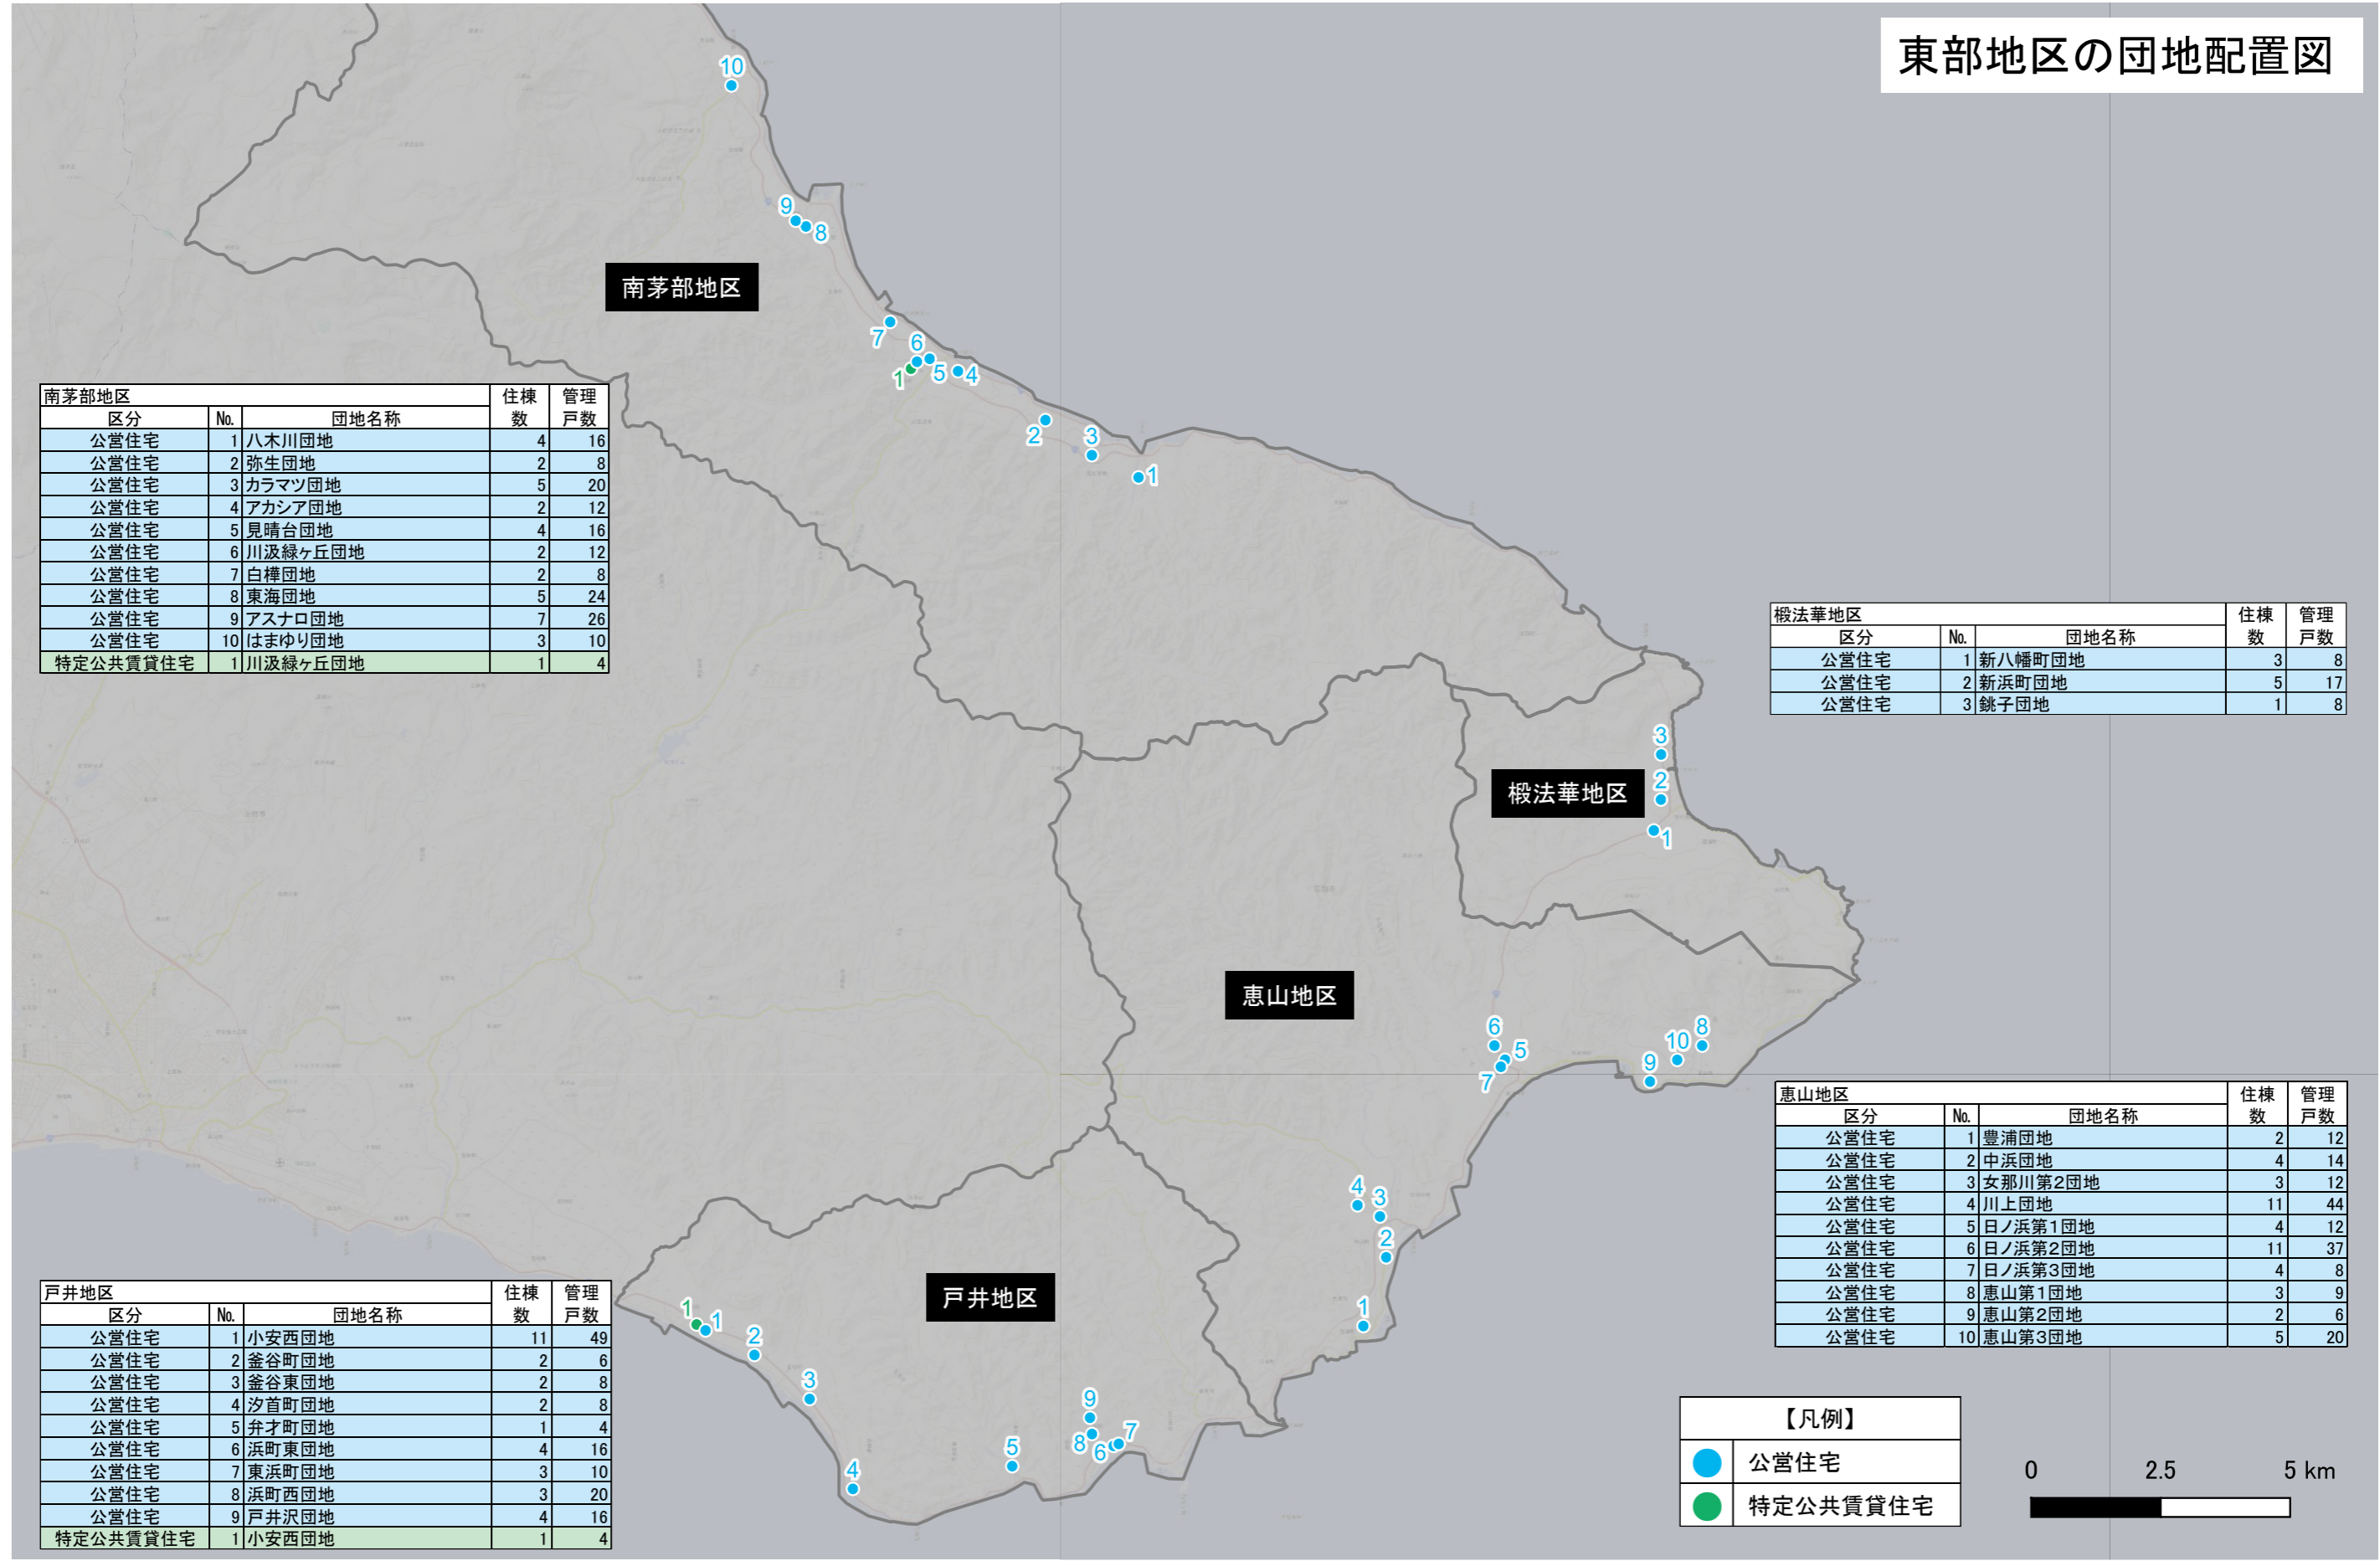 東部地区の団地配置図
10
9
8
南茅部地区
7
6
5
4
1
2
3
1
南茅部地区 住棟数 管理戸数
区分 No. 団地名称
公営住宅 1 八木川団地 4 16
公営住宅 2 弥生団地 2 8
公営住宅 3 カラマツ団地 5 20
公営住宅 4 アカシア団地 2 12
公営住宅 5 見晴台団地 4 16
公営住宅 6 川汲緑ヶ丘団地 2 12
公営住宅 7 白樺団地 2 8
公営住宅 8 東海団地 5 24
公営住宅 9 アスナロ団地 7 26
公営住宅 10 はまゆり団地 3 10
特定公共賃貸住宅 1 川汲緑ヶ丘団地 1 4
椴法華地区 住棟数 管理戸数
区分 No. 団地名称
公営住宅 1 新八幡町団地 3 8
公営住宅 2 新浜町団地 5 17
公営住宅 3 銚子団地 1 8
3
2
椴法華地区
1
恵山地区
6
5
7
8
10
9
恵山地区 住棟数 管理戸数
区分 No. 団地名称
公営住宅 1 豊浦団地 2 12
公営住宅 2 中浜団地 4 14
公営住宅 3 女那川第2団地 3 12
公営住宅 4 川上団地 11 44
公営住宅 5 日ノ浜第1団地 4 12
公営住宅 6 日ノ浜第2団地 11 37
公営住宅 7 日ノ浜第3団地 4 8
公営住宅 8 恵山第1団地 3 9
公営住宅 9 恵山第2団地 2 6
公営住宅 10 恵山第3団地 5 20
4
3
2
1
戸井地区
1
1
2
3
4
5
9
8
6
7
戸井地区 住棟数 管理戸数
区分 No. 団地名称
公営住宅 1 小安西団地 11 49
公営住宅 2 釜谷町団地 2 6
公営住宅 3 釜谷東団地 2 8
公営住宅 4 汐首町団地 2 8
公営住宅 5 弁才町団地 1 4
公営住宅 6 浜町東団地 4 16
公営住宅 7 東浜町団地 3 10
公営住宅 8 浜町西団地 3 20
公営住宅 9 戸井沢団地 4 16
特定公共賃貸住宅 1 小安西団地 1 4
【凡例】
公営住宅
特定公共賃貸住宅
0 2.5 5 km